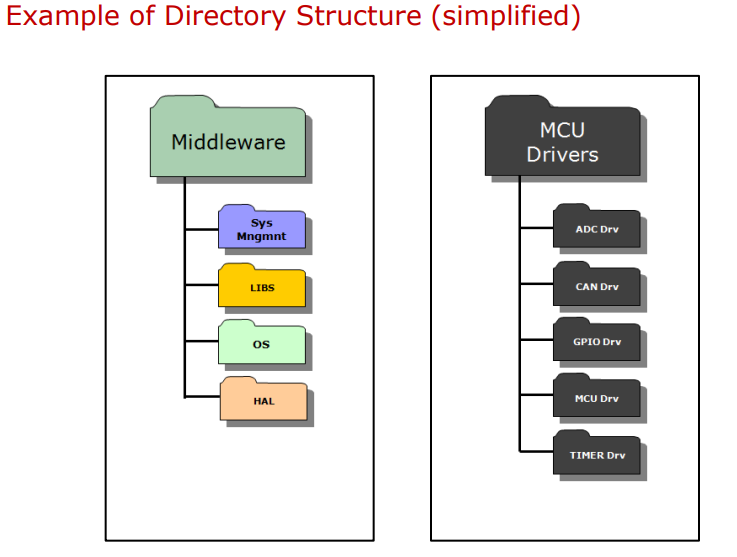 Example of Directory Structure (simplified)
Middleware
Sys
Mngmnt
LIBS
OS
HAL
MCU
Drivers
ADC Drv
CAN Drv
GPIO Drv
MCU Drv
TIMER Drv